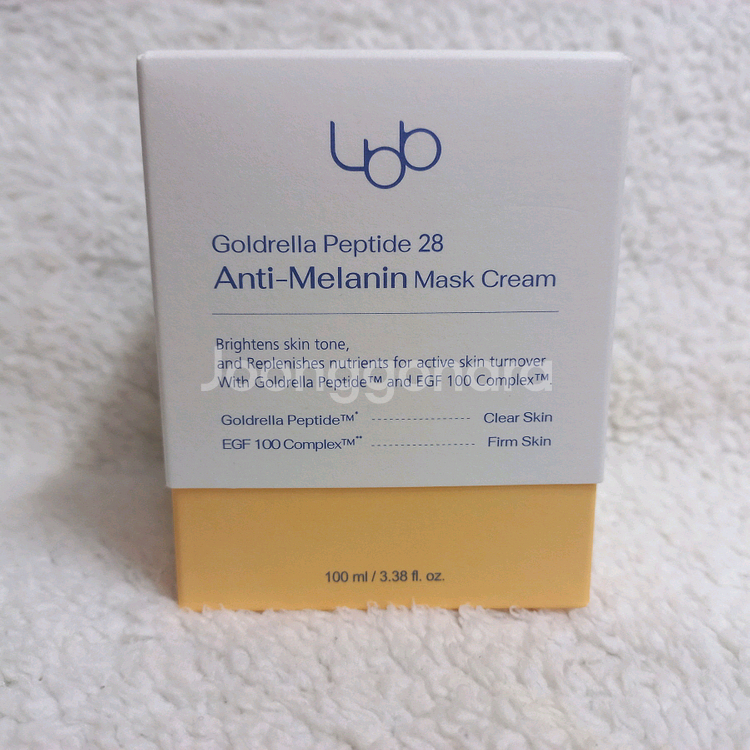 Lbb
Goldrella Peptide 28
Anti-Melanin Mask Cream
Brightens skin tone,
and Replenishes nutrients for active skin turnover
With Goldrella Peptide™ and EGF 100 Complex™.
Joonggonara
Goldrella Peptide™* ------------------ Clear Skin
EGF 100 Complex™** ------------------ Firm Skin
100 ml / 3.38 fl. oz.